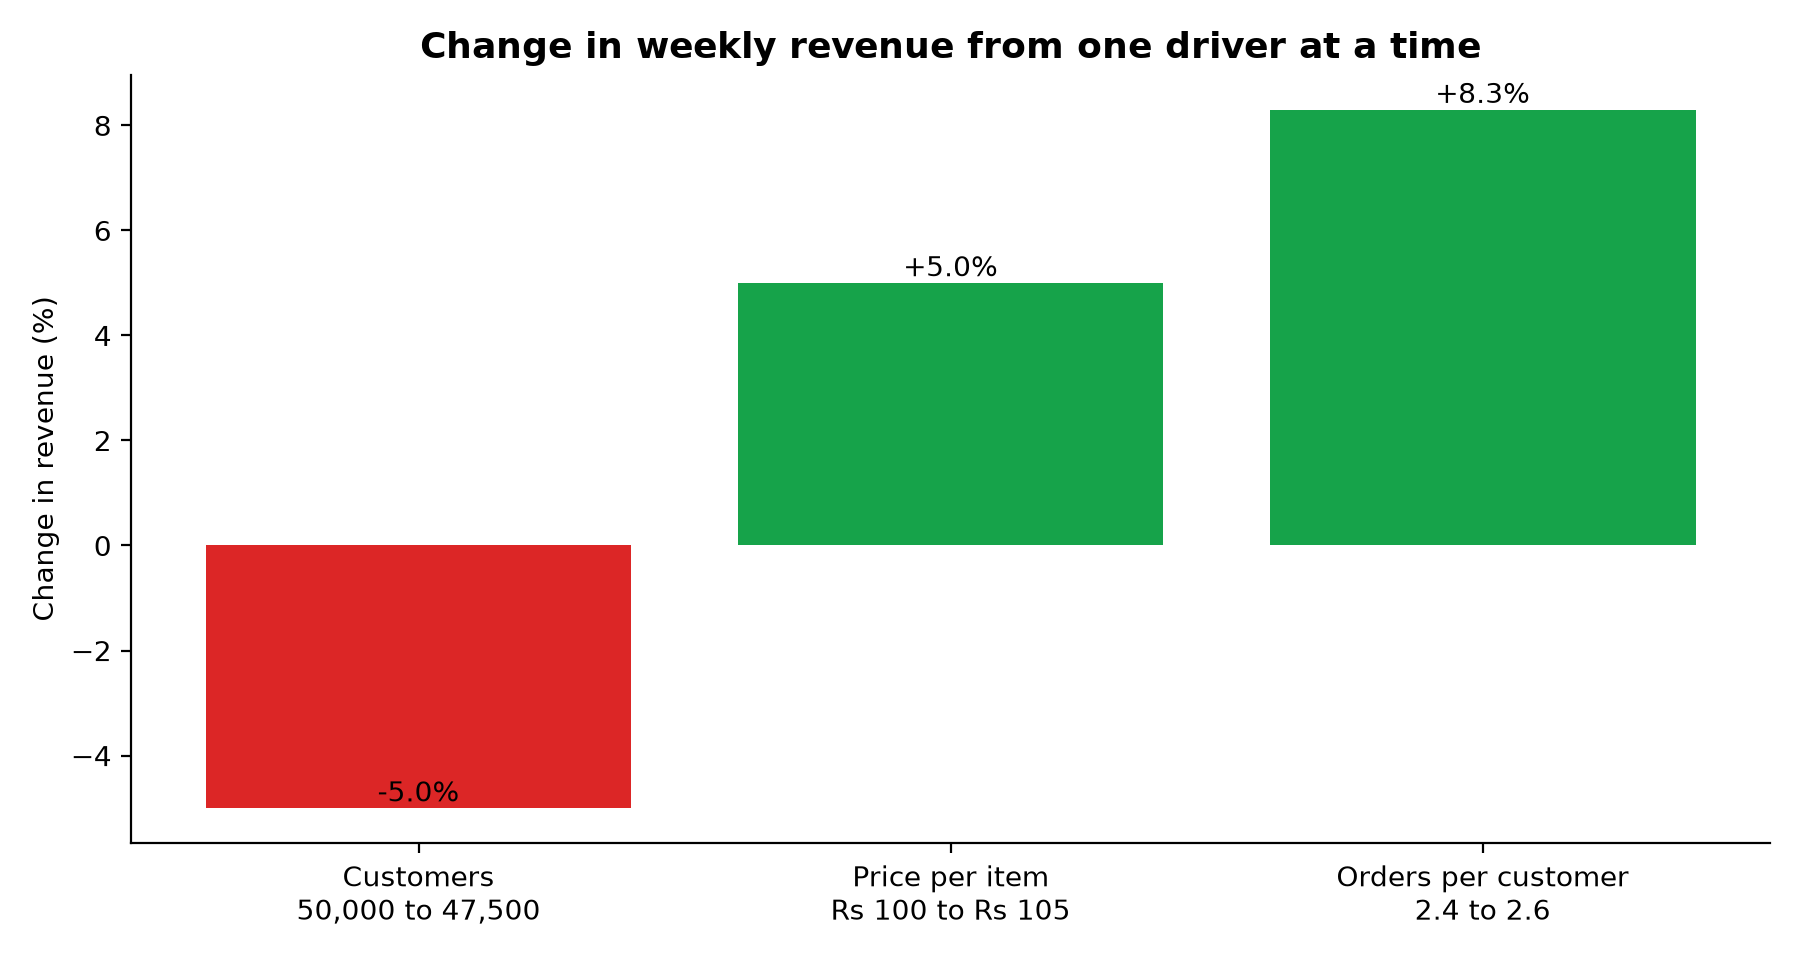 Change in weekly revenue from one driver at a time
Change in revenue (%)
8
6
4
2
0
−2
−4
-5.0%
+5.0%
+8.3%
Customers
50,000 to 47,500
Price per item
Rs 100 to Rs 105
Orders per customer
2.4 to 2.6